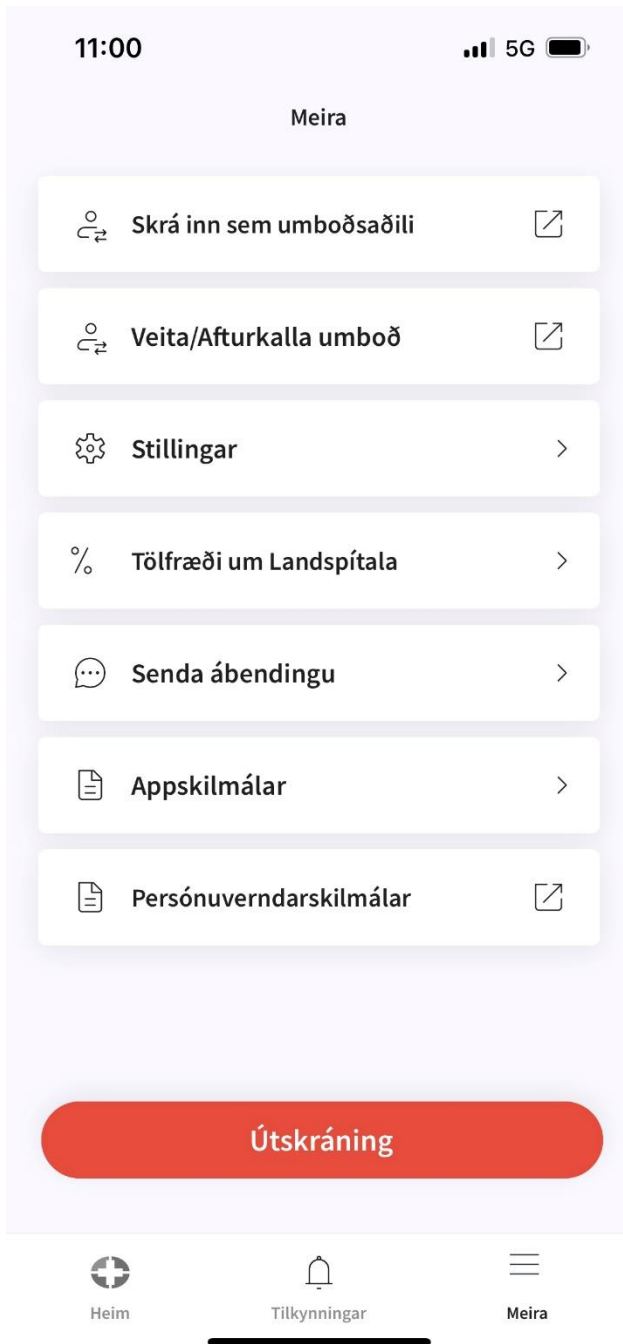 11:00
5G
Meira
Skrá inn sem umboðsaðili
Veita/Afturkalla umboð
Stillingar
Tölfræði um Landspítala
Senda ábendingu
Appskilmálar
Persónuverndarskilmálar
Útskráning
Heim
Tilkynningar
Meira